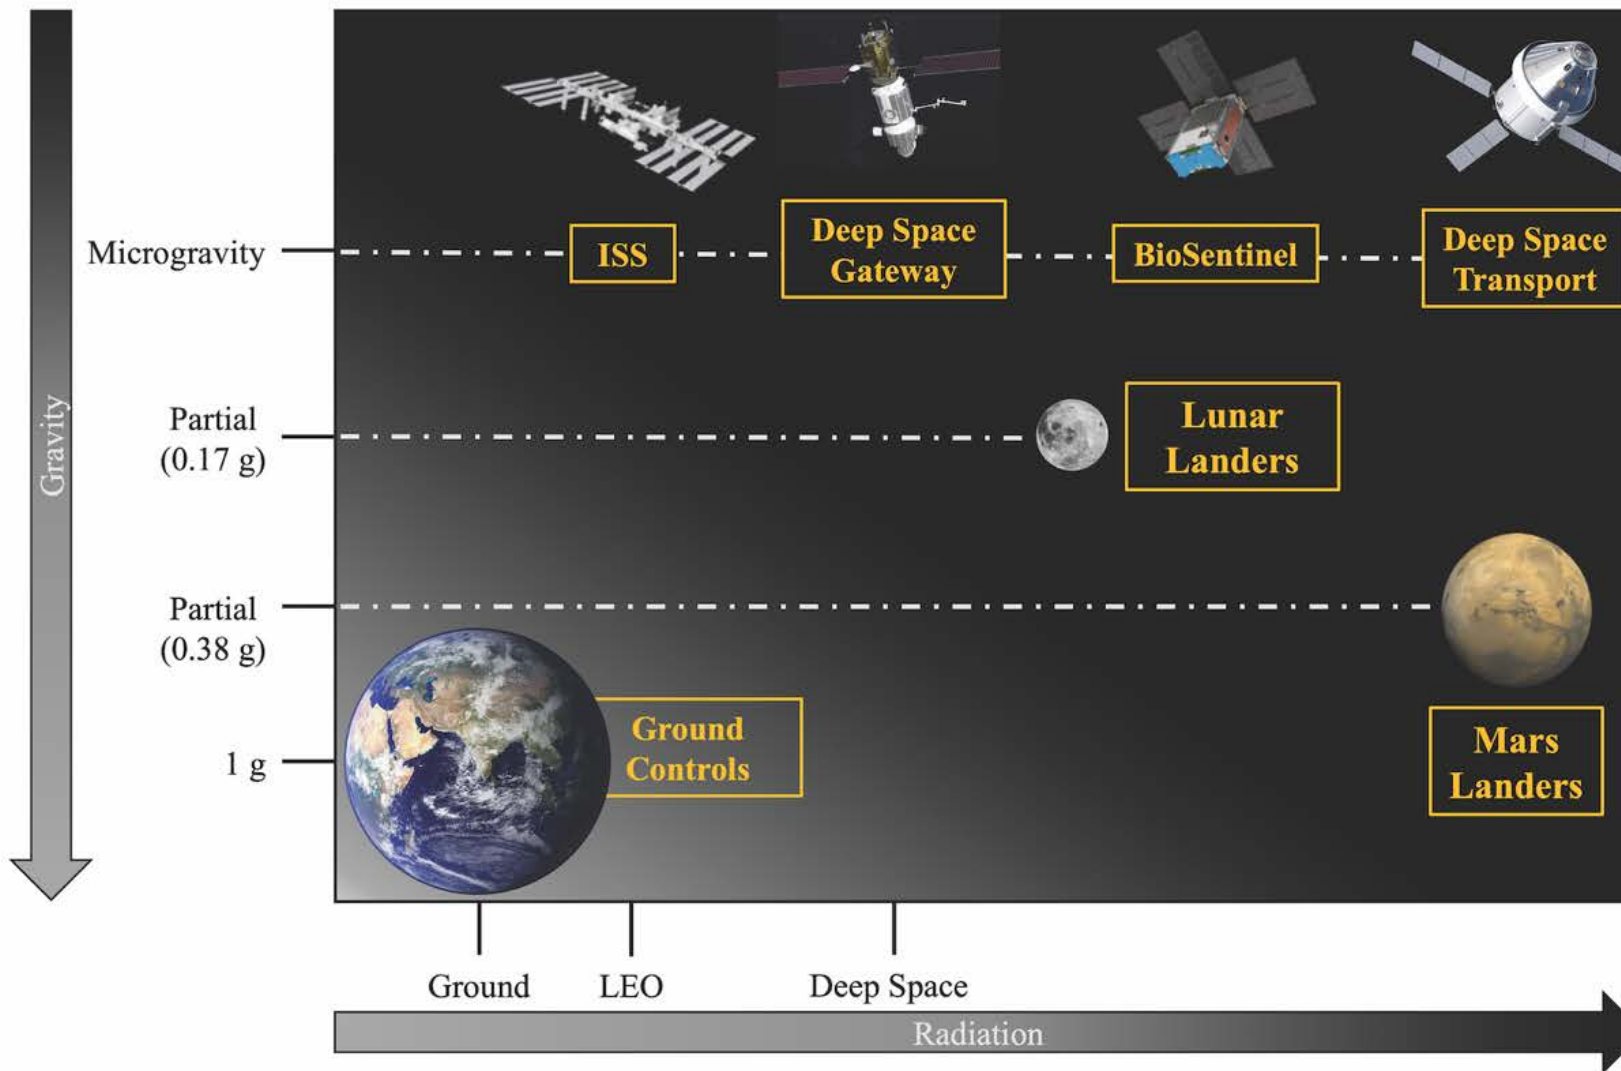 Gravity
Microgravity
ISS
Deep Space
Gateway
BioSentinel
Deep Space
Transport
Partial
(0.17 g)
Lunar
Landers
Partial
(0.38 g)
1 g
Ground
Controls
Mars
Landers
Ground
LEO
Deep Space
Radiation